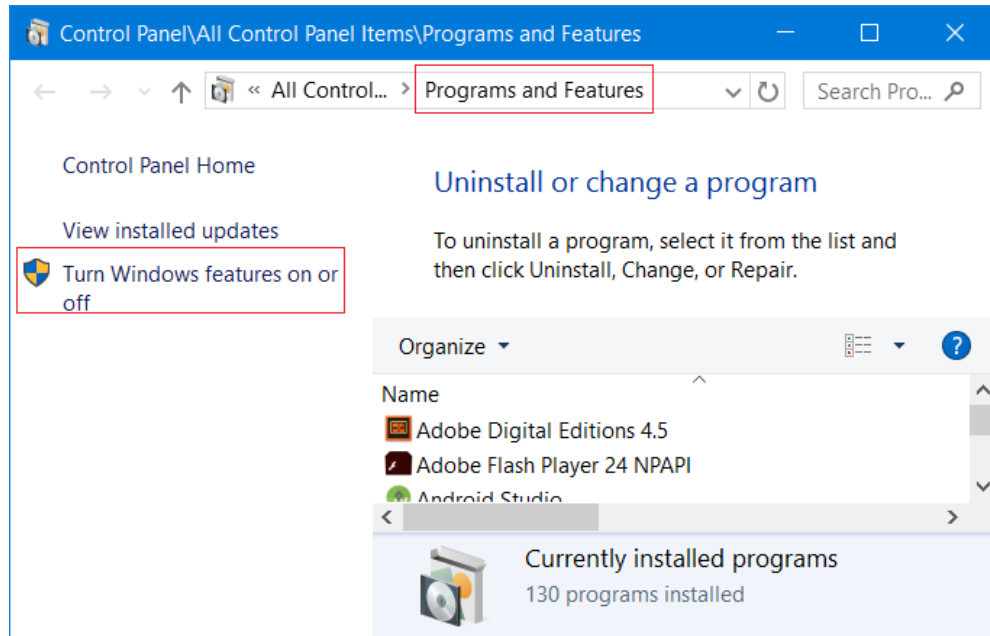 Control Panel\All Control Panel Items\Programs and Features
« All Control... > Programs and Features
Search Pro...
Control Panel Home
View installed updates
Turn Windows features on or
off
Uninstall or change a program
To uninstall a program, select it from the list and
then click Uninstall, Change, or Repair.
Organize
?
Name
Adobe Digital Editions 4.5
Adobe Flash Player 24 NPAPI
Android Studio
Currently installed programs
130 programs installed